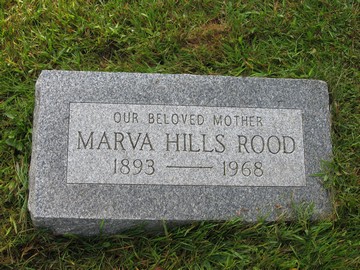 OUR BELOVED MOTHER
MARVA HILLS ROOD
1893 — 1968